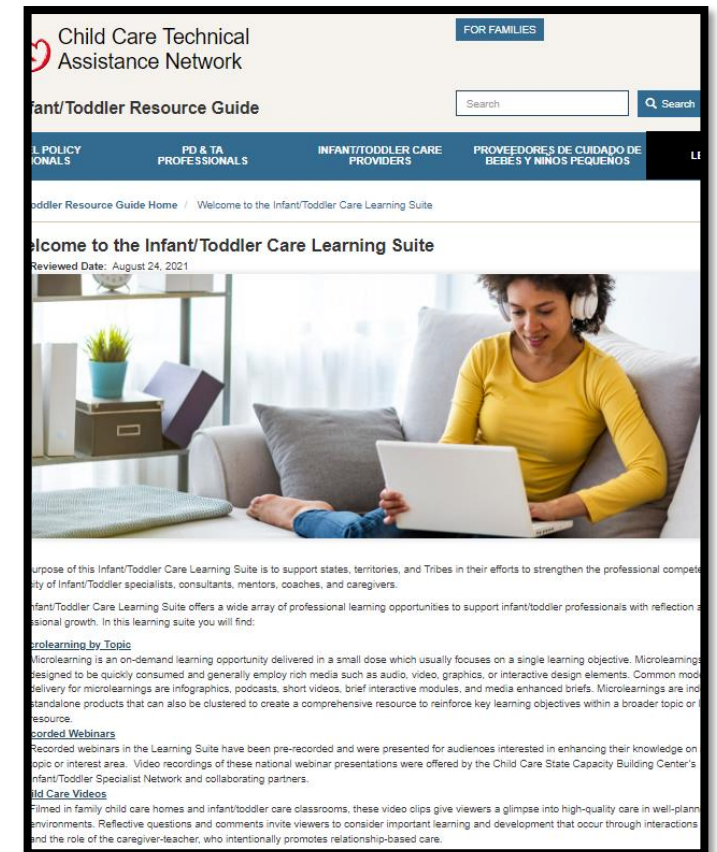 Child Care Technical
Assistance Network
FOR FAMILIES
fant/Toddler Resource Guide
Search
Search
L POLICY
IONALS
PD & TA
PROFESSIONALS
INFANT/TODDLER CARE
PROVIDERS
PROVEEDORES DE CUIDADO DE
BEBÉS Y NIÑOS PEQUEÑOS
LE
oddler Resource Guide Home / Welcome to the Infant/Toddler Care Learning Suite
elcome to the Infant/Toddler Care Learning Suite
Reviewed Date: August 24, 2021
urpose of this Infant/Toddler Care Learning Suite is to support states, territories, and Tribes in their efforts to strengthen the professional compete
ity of Infant/Toddler specialists, consultants, mentors, coaches, and caregivers.
nfant/Toddler Care Learning Suite offers a wide array of professional learning opportunities to support infant/toddler professionals with reflection a
ssional growth. In this learning suite you will find:
crolearning by Topic
Microlearning is an on-demand learning opportunity delivered in a small dose which usually focuses on a single learning objective. Microlearnings
designed to be quickly consumed and generally employ rich media such as audio, video, graphics, or interactive design elements. Common mod
delivery for microlearnings are infographics, podcasts, short videos, brief interactive modules, and media enhanced briefs. Microlearnings are ind
standalone products that can also be clustered to create a comprehensive resource to reinforce key learning objectives within a broader topic or l
resource.
corded Webinars
Recorded webinars in the Learning Suite have been pre-recorded and were presented for audiences interested in enhancing their knowledge on
topic or interest area. Video recordings of these national webinar presentations were offered by the Child Care State Capacity Building Center's
Infant/Toddler Specialist Network and collaborating partners.
ild Care Videos
Filmed in family child care homes and infant/toddler care classrooms, these video clips give viewers a glimpse into high-quality care in well-plann
environments. Reflective questions and comments invite viewers to consider important learning and development that occur through interactions
and the role of the caregiver-teacher, who intentionally promotes relationship-based care.